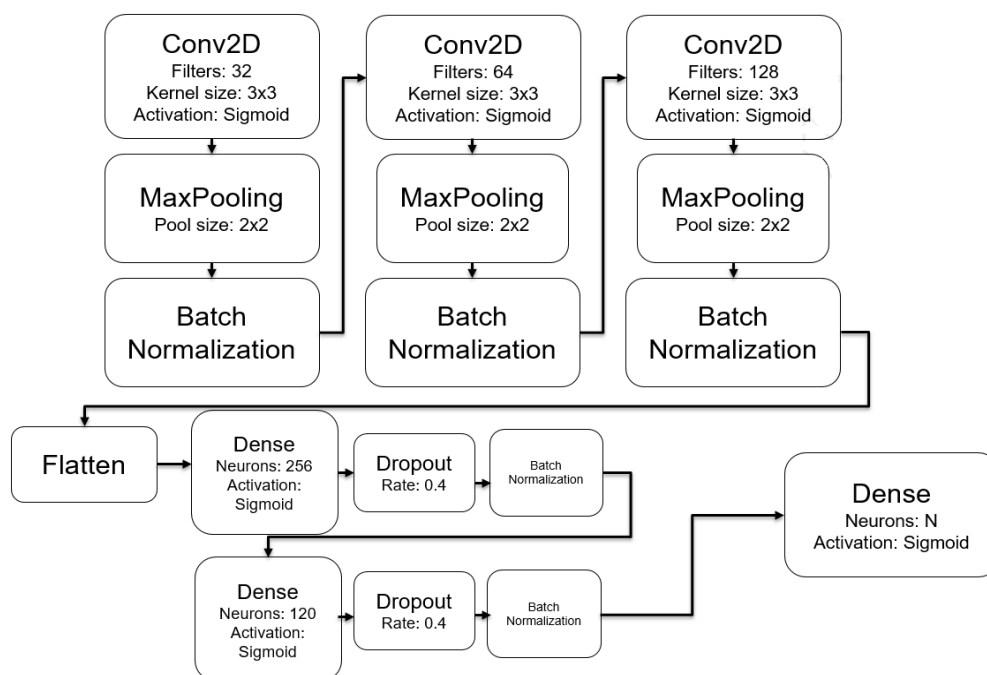 Conv2D
Filters: 32
Kernel size: 3x3
Activation: Sigmoid
MaxPooling
Pool size: 2x2
Batch
Normalization
Conv2D
Filters: 64
Kernel size: 3x3
Activation: Sigmoid
MaxPooling
Pool size: 2x2
Batch
Normalization
Conv2D
Filters: 128
Kernel size: 3x3
Activation: Sigmoid
MaxPooling
Pool size: 2x2
Batch
Normalization
Flatten
Dense
Neurons: 256
Activation:
Sigmoid
Dropout
Rate: 0.4
Batch
Normalization
Dense
Neurons: 120
Activation:
Sigmoid
Dropout
Rate: 0.4
Batch
Normalization
Dense
Neurons: N
Activation: Sigmoid